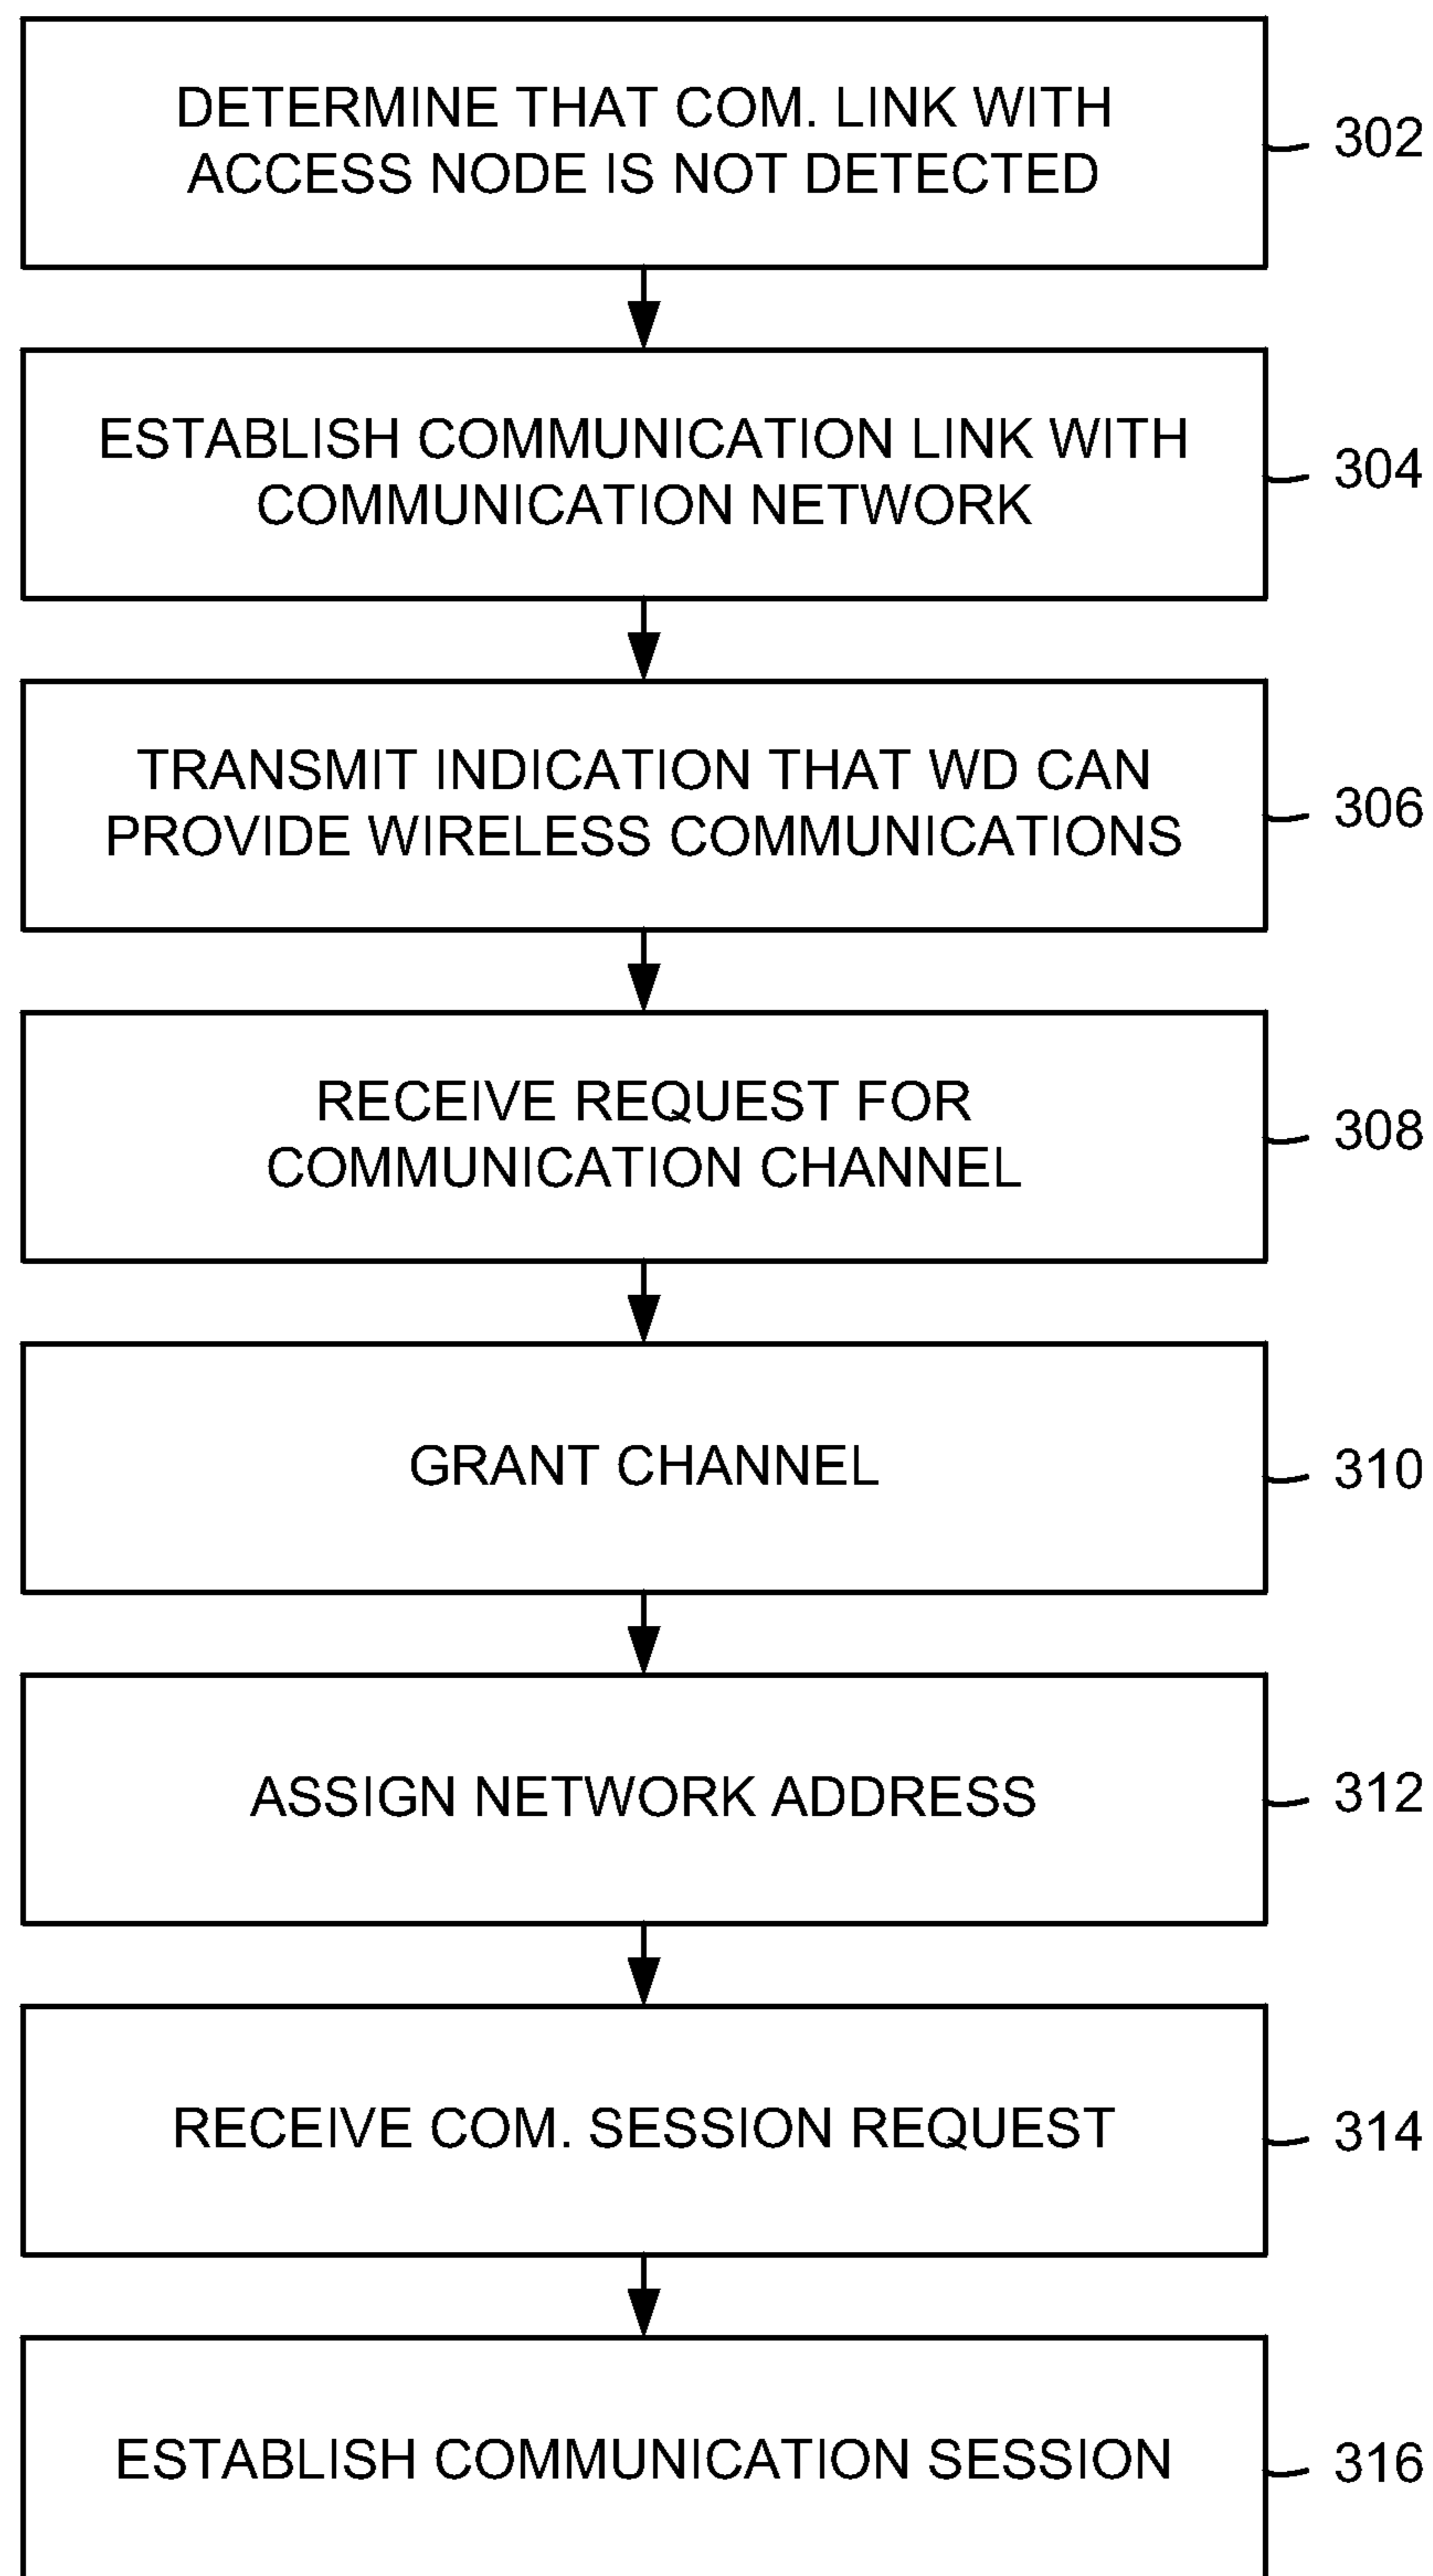 DETERMINE THAT COM. LINK WITH
ACCESS NODE IS NOT DETECTED
302
ESTABLISH COMMUNICATION LINK WITH
COMMUNICATION NETWORK
304
TRANSMIT INDICATION THAT WD CAN
PROVIDE WIRELESS COMMUNICATIONS
306
RECEIVE REQUEST FOR
COMMUNICATION CHANNEL
308
GRANT CHANNEL
310
ASSIGN NETWORK ADDRESS
312
RECEIVE COM. SESSION REQUEST
314
ESTABLISH COMMUNICATION SESSION
316